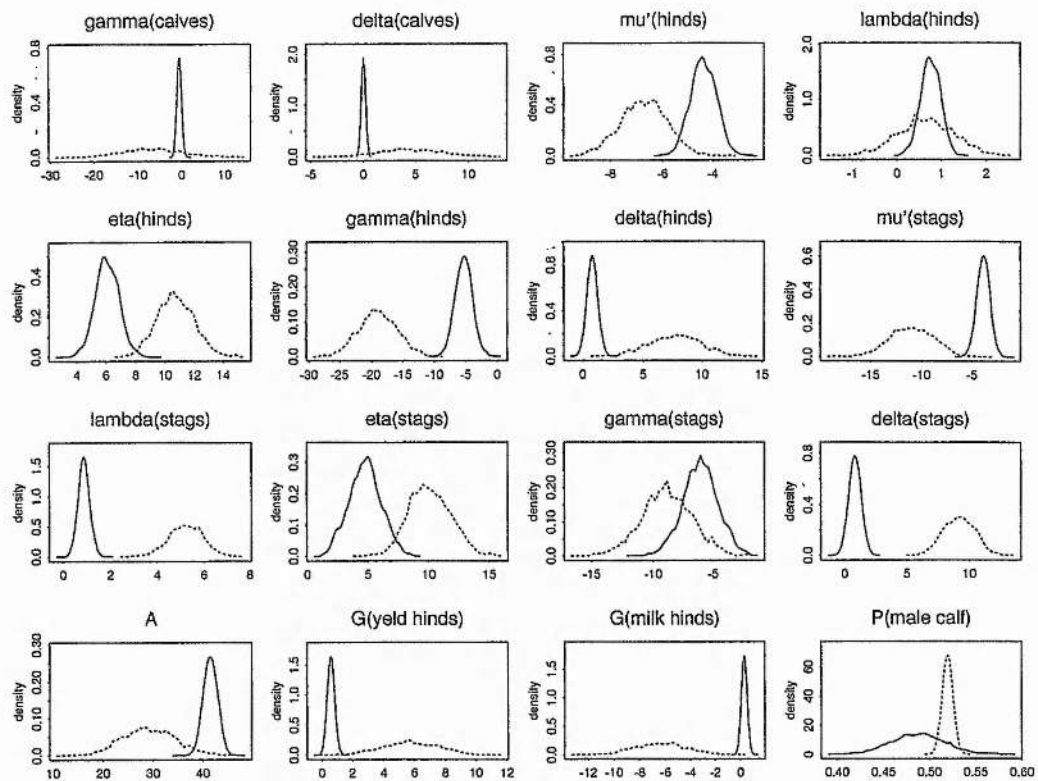 gamma(calves) delta(calves) mu'(hinds) lambda(hinds)
density 0.0 0.4 0.8 -30 -20 -10 0 10
density 0.0 1.0 2.0 -5 0 5 10
density 0.0 0.4 0.8 -8 -6 -4
density 0.0 1.0 2.0 -1 0 1 2
eta(hinds) gamma(hinds) delta(hinds) mu'(stags)
density 0.0 0.2 0.4 4 6 8 10 12 14
density 0.0 0.10 0.20 0.30 -30 -25 -20 -15 -10 -5 0
density 0.0 0.4 0.8 0 5 10 15
density 0.0 0.2 0.4 0.6 -15 -10 -5
lambda(stags) eta(stags) gamma(stags) delta(stags)
density 0.0 0.5 1.0 1.5 0 2 4 6 8
density 0.0 0.1 0.2 0.3 0 5 10 15
density 0.0 0.10 0.20 0.30 -15 -10 -5
density 0.0 0.4 0.8 0 5 10
A G(yeld hinds) G(milk hinds) P(male calf)
density 0.0 0.10 0.20 0.30 10 20 30 40
density 0.0 0.5 1.0 1.5 0 2 4 6 8 10 12
density 0.0 0.5 1.0 1.5 -12 -10 -8 -6 -4 -2 0
density 0 20 40 60 0.40 0.45 0.50 0.55 0.60